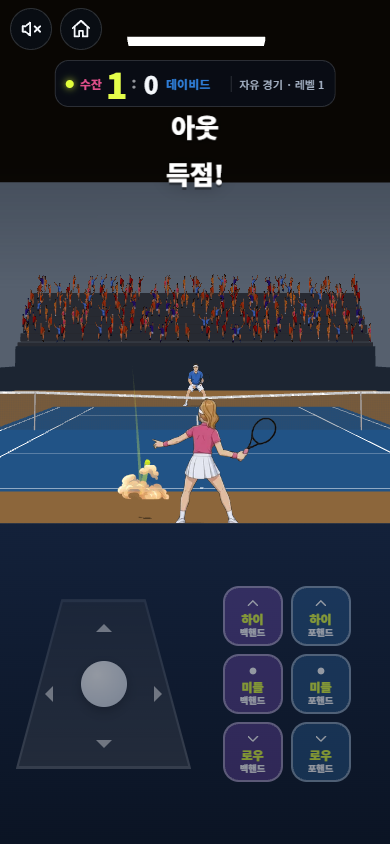 수잔 1 : 0 데이비드 자유 경기 · 레벨 1
아웃
득점!
하이 하이
백핸드 포핸드
미들 미들
백핸드 포핸드
로우 로우
백핸드 포핸드